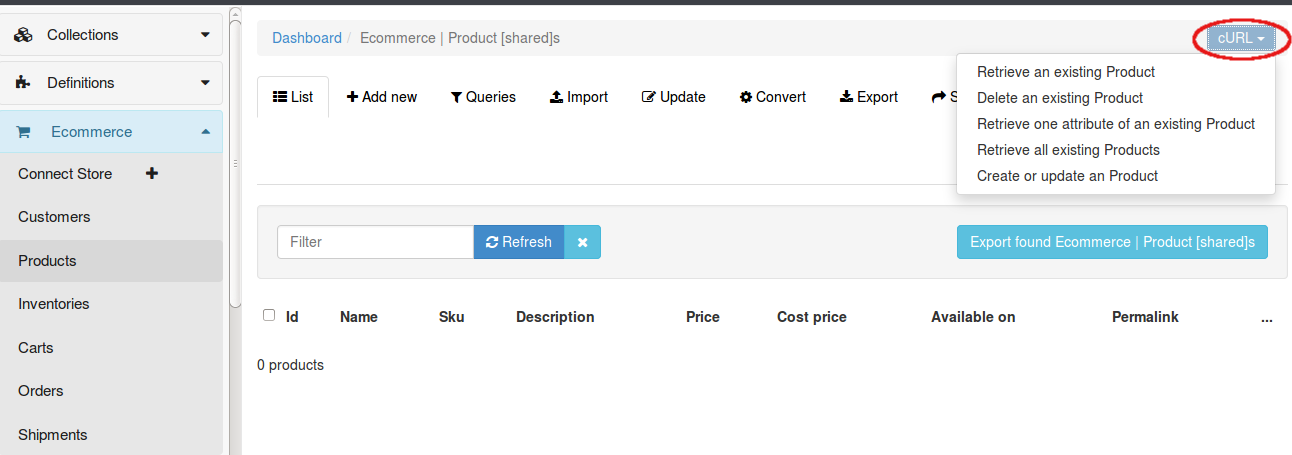 Collections
Definitions
Ecommerce
Connect Store
Customers
Products
Inventories
Carts
Orders
Shipments
Dashboard / Ecommerce | Product [shared]s
cURL
Retrieve an existing Product
Delete an existing Product
Retrieve one attribute of an existing Product
Retrieve all existing Products
Create or update an Product
List Add new Queries Import Update Convert Export
Filter Refresh Export found Ecommerce | Product [shared]s
Id Name Sku Description Price Cost price Available on Permalink ...
0 products